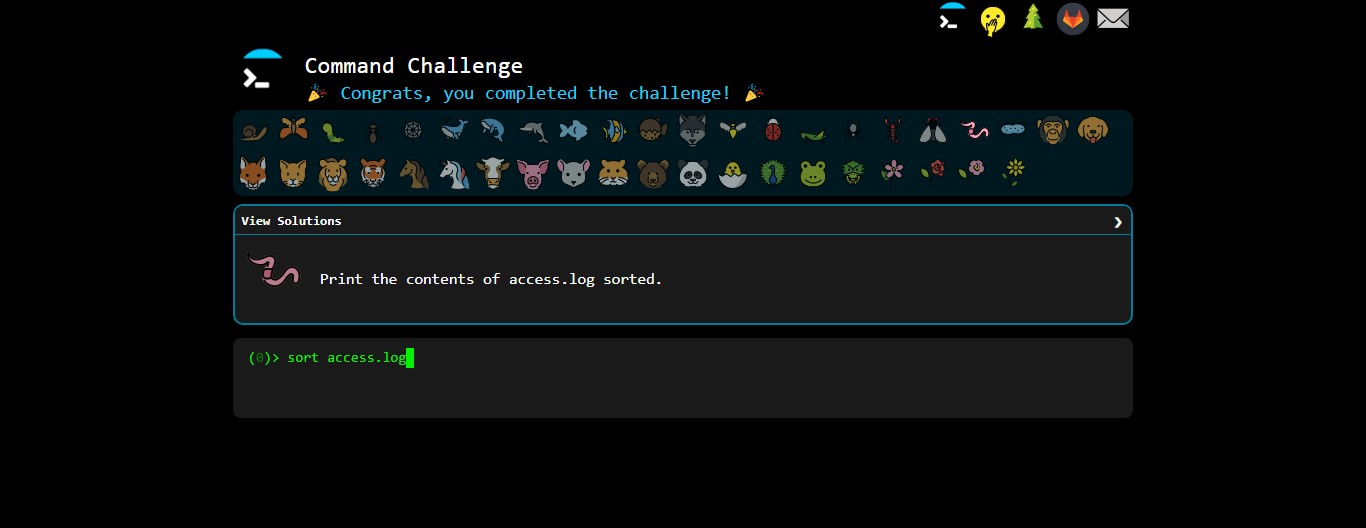 Command Challenge
🎉 Congrats, you completed the challenge! 🎉
View Solutions ❯
Print the contents of access.log sorted.
(0)> sort access.log